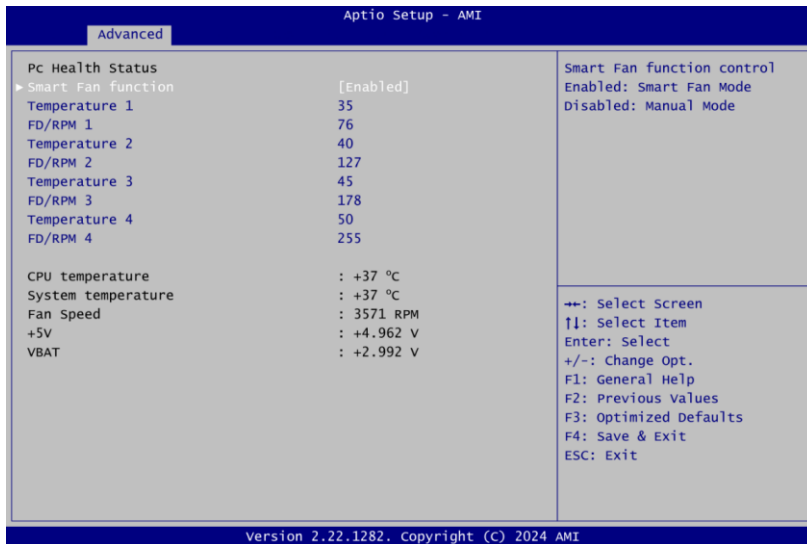 Aptio Setup - AMI
Advanced
Pc Health Status
▶ Smart Fan function [Enabled]
Temperature 1 35
FD/RPM 1 76
Temperature 2 40
FD/RPM 2 127
Temperature 3 45
FD/RPM 3 178
Temperature 4 50
FD/RPM 4 255
CPU temperature : +37 °C
System temperature : +37 °C
Fan Speed : 3571 RPM
+5V : +4.962 V
VBAT : +2.992 V
Smart Fan function control
Enabled: Smart Fan Mode
Disabled: Manual Mode
→←: Select Screen
↑↓: Select Item
Enter: Select
+/-: Change Opt.
F1: General Help
F2: Previous Values
F3: Optimized Defaults
F4: Save & Exit
ESC: Exit
Version 2.22.1282. Copyright (C) 2024 AMI